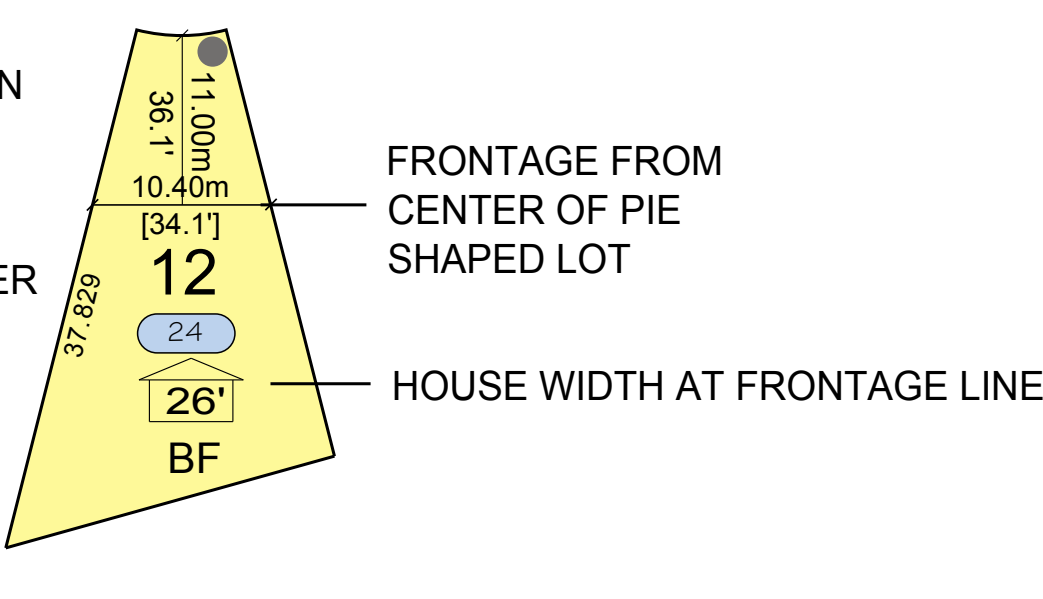 N
11.00m
36.1'
10.40m
[34.1']
FRONTAGE FROM
CENTER OF PIE
SHAPED LOT
12
ER
37.829
24
26'
HOUSE WIDTH AT FRONTAGE LINE
BF